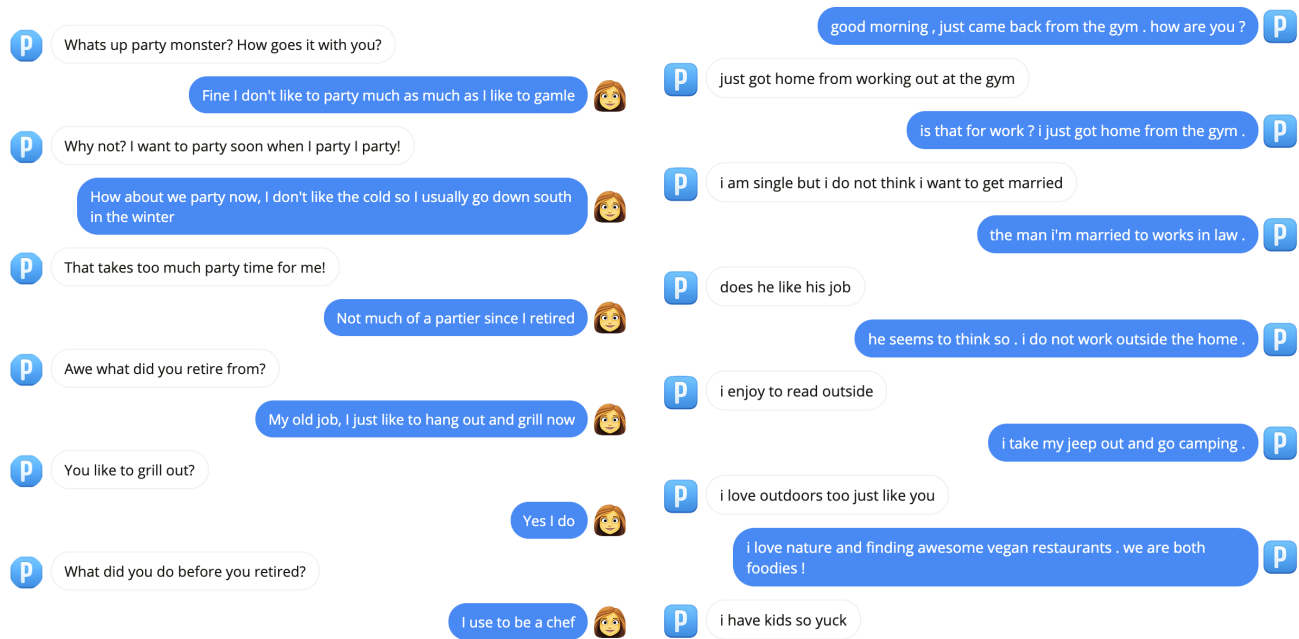 Whats up party monster? How goes it with you?
Fine I don't like to party much as much as I like to gamle
Why not? I want to party soon when I party I party!
How about we party now, I don't like the cold so I usually go down south
in the winter
That takes too much party time for me!
Not much of a partier since I retired
Awe what did you retire from?
My old job, I just like to hang out and grill now
You like to grill out?
Yes I do
What did you do before you retired?
I use to be a chef
good morning , just came back from the gym . how are you ?
just got home from working out at the gym
is that for work ? i just got home from the gym .
i am single but i do not think i want to get married
the man i'm married to works in law .
does he like his job
he seems to think so . i do not work outside the home .
i enjoy to read outside
i take my jeep out and go camping .
i love outdoors too just like you
i love nature and finding awesome vegan restaurants . we are both
foodies !
i have kids so yuck